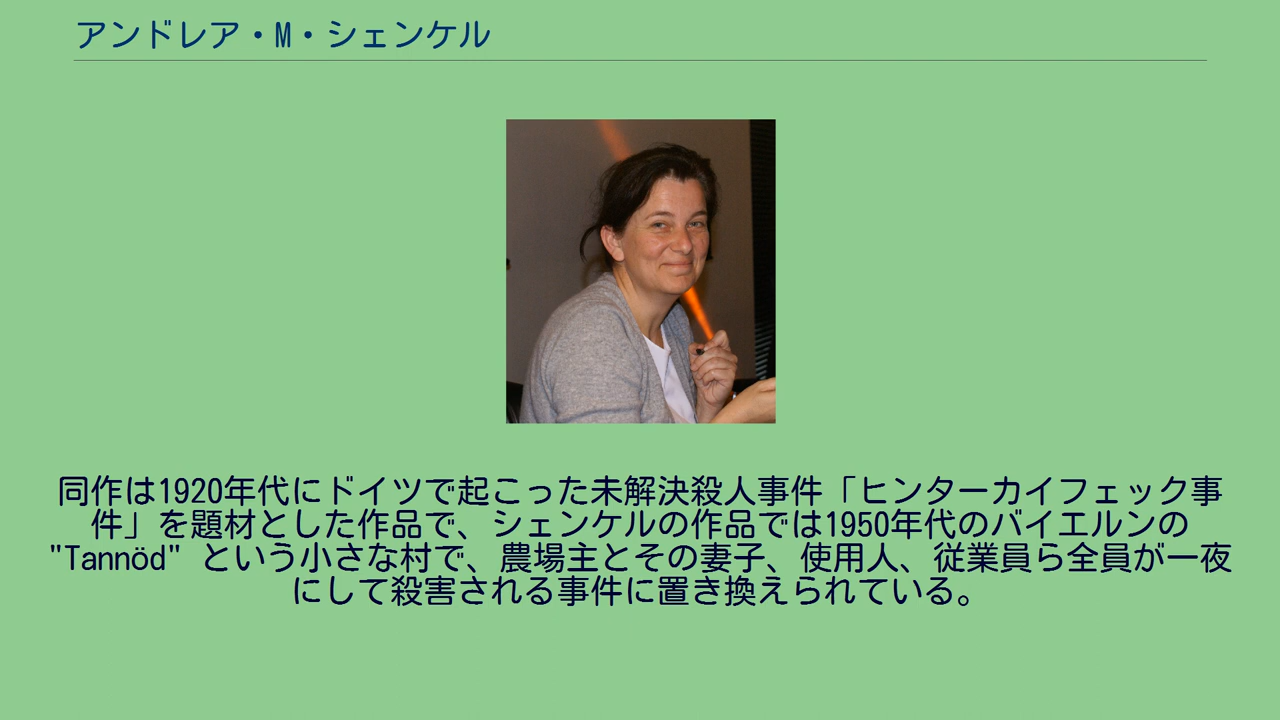 アンドレア・M・シェンケル
同作は1920年代にドイツで起こった未解決殺人事件「ヒンターカイフェック事
件」を題材とした作品で、シェンケルの作品では1950年代のバイエルンの
"Tannöd" という小さな村で、農場主とその妻子、使用人、従業員ら全員が一夜
にして殺害される事件に置き換えられている。